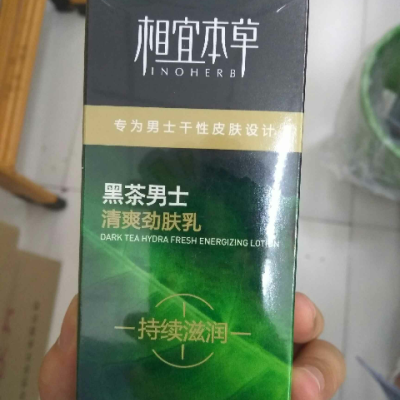 相宜本草
INOHERB
专为男士干性皮肤设计
黑茶男士
清爽劲肤乳
DARK TEA HYDRA FRESH ENERGIZING LOTION
持续滋润